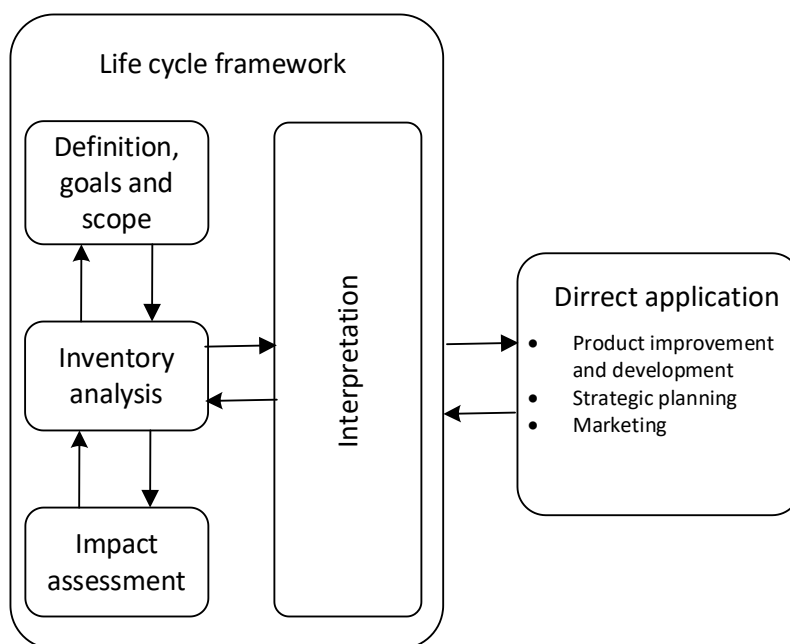 Life cycle framework
Definition,
goals and
scope
Inventory
analysis
Impact
assessment
Interpretation
Dirrect application
• Product improvement
and development
• Strategic planning
• Marketing